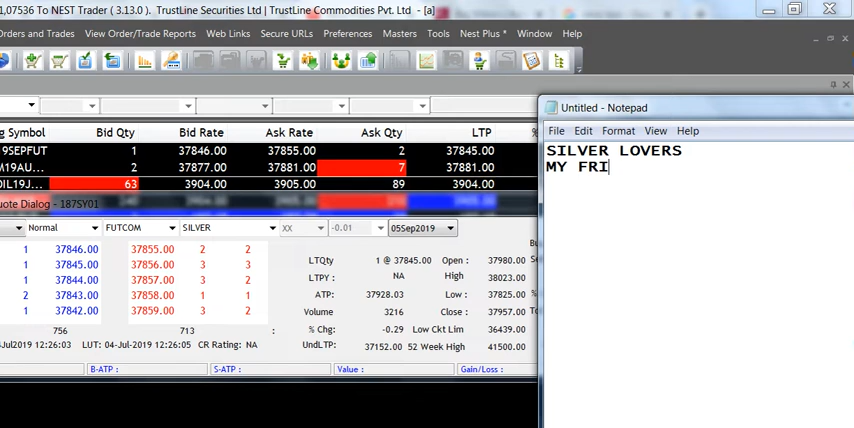 1,07536 To NEST Trader ( 3.13.0 ). TrustLine Securities Ltd | TrustLine Commodities Pvt. Ltd. - [a]
Orders and Trades View Order/Trade Reports Web Links Secure URLs Preferences Masters Tools Nest Plus Window Help
g Symbol Bid Qty Bid Rate Ask Rate Ask Qty LTP %
19SEPFUT 1 37846.00 37855.00 2 37845.00
M19AU... 2 37877.00 37881.00 7 37881.00
DIL19J... 63 3904.00 3905.00 89 3904.00
uote Dialog - 187SY01
Normal FUTCOM SILVER XX -0.01 05Sep2019
1 37846.00 37855.00 2 2
1 37845.00 37856.00 3 3
1 37844.00 37857.00 3 2
2 37843.00 37858.00 1 1
1 37842.00 37859.00 3 2
756 713 :
LTQty 1 @ 37845.00 Open : 37980.00
LTPY : NA High 38023.00
ATP: 37928.03 Low : 37825.00
Volume 3216 Close : 37957.00
% Chg: -0.29 Low Ckt Lim 36439.00
UndLTP: 37152.00 52 Week High 41500.00
4Jul2019 12:26:03 LUT: 04-Jul-2019 12:26:05 CR Rating: NA
B-ATP : S-ATP : Value : Gain/Loss :
Untitled - Notepad
File Edit Format View Help
SILVER LOVERS
MY FRI